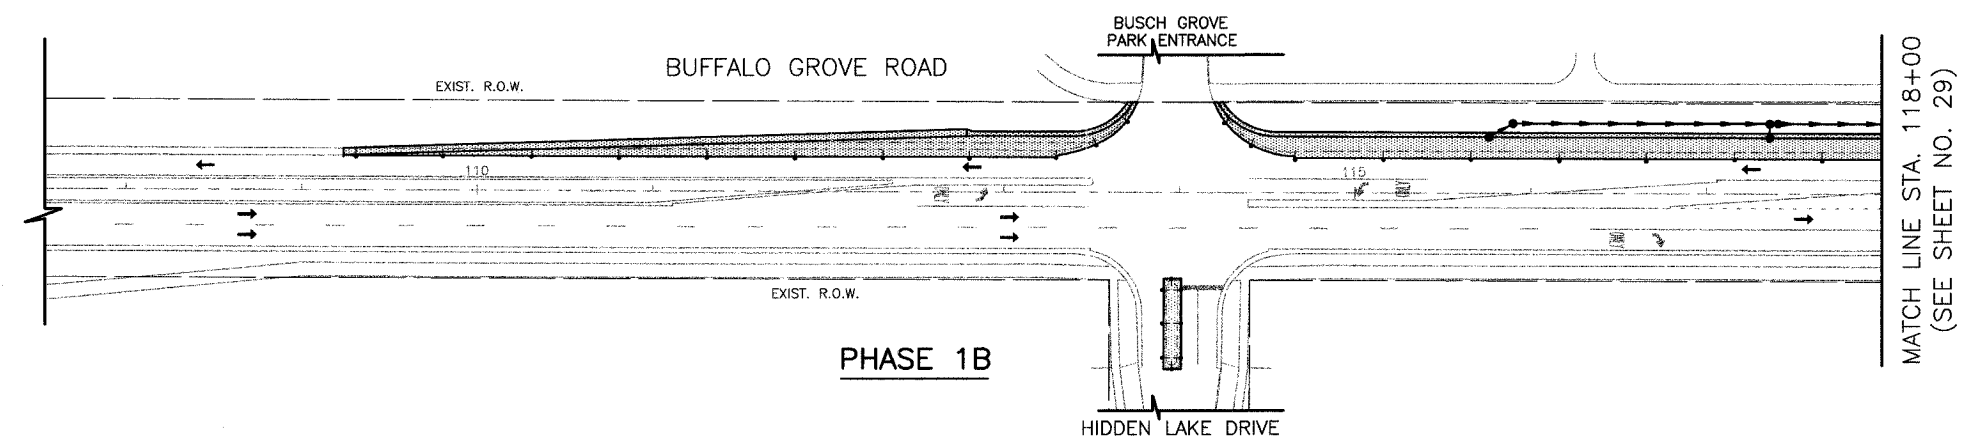 BUSCH GROVE
PARK ENTRANCE
BUFFALO GROVE ROAD
EXIST. R.O.W.
110
115
EXIST. R.O.W.
PHASE 1B
HIDDEN LAKE DRIVE
MATCH LINE STA. 118+00
(SEE SHEET NO. 29)